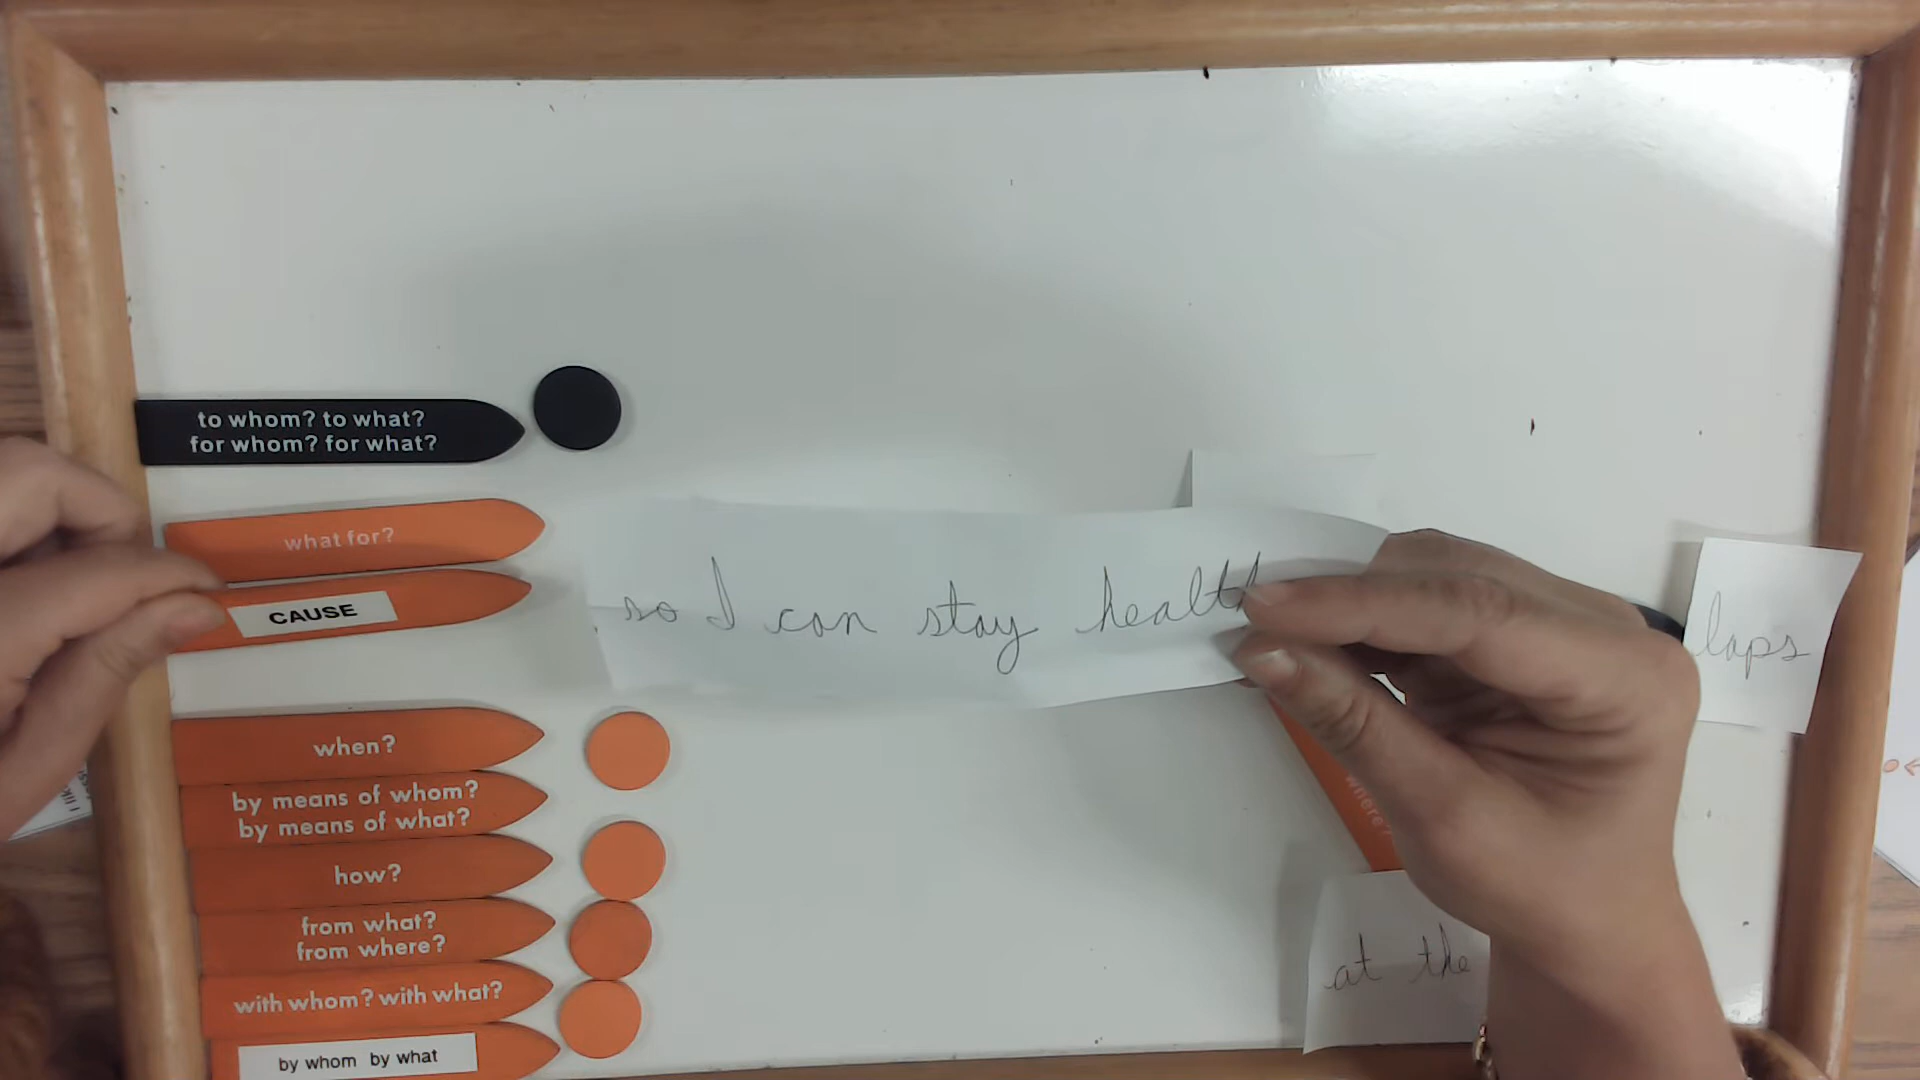 to whom? to what?
for whom? for what?
what for?
CAUSE
so I can stay health
laps
when?
by means of whom?
by means of what?
how?
where?
from what?
from where?
at the
with whom? with what?
by whom by what